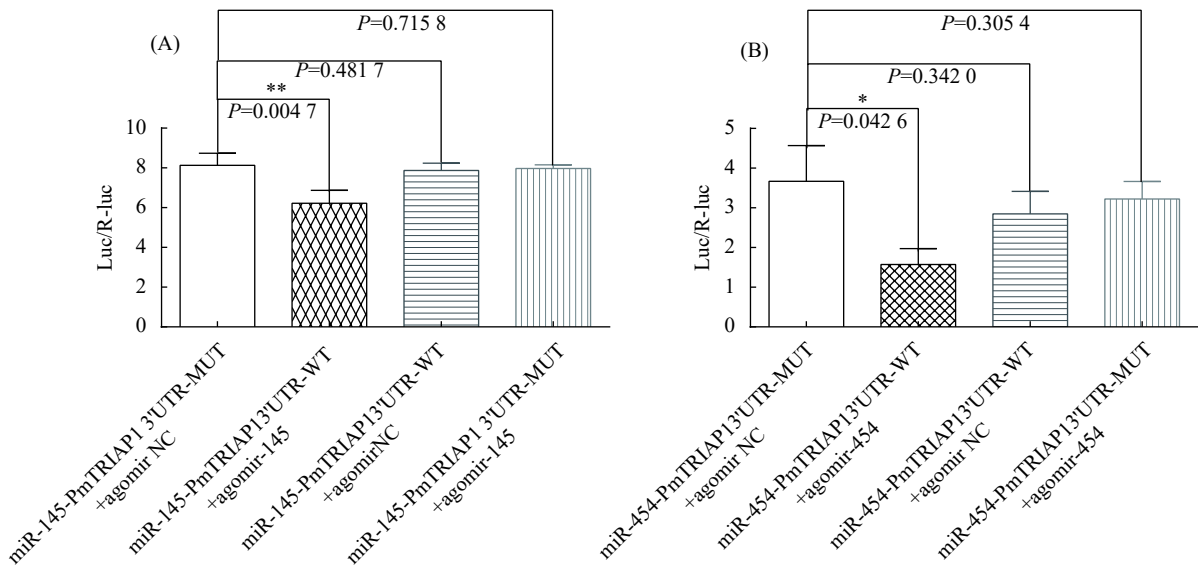 (A)
P=0.715 8
P=0.481 7
**
P=0.004 7
Luc/R-luc
10
8
6
4
2
0
miR-145-PmTRIAP1 3'UTR-MUT
+agomir NC
miR-145-PmTRIAP13'UTR-WT
+agomir-145
miR-145-PmTRIAP13'UTR-WT
+agomirNC
miR-145-PmTRIAP1 3'UTR-MUT
+agomir-145
(B)
P=0.305 4
P=0.342 0
*
P=0.042 6
Luc/R-luc
5
4
3
2
1
0
miR-454-PmTRIAP13'UTR-MUT
+agomir NC
miR-454-PmTRIAP13'UTR-WT
+agomir-454
miR-454-PmTRIAP13'UTR-WT
+agomir NC
miR-454-PmTRIAP13'UTR-MUT
+agomir-454